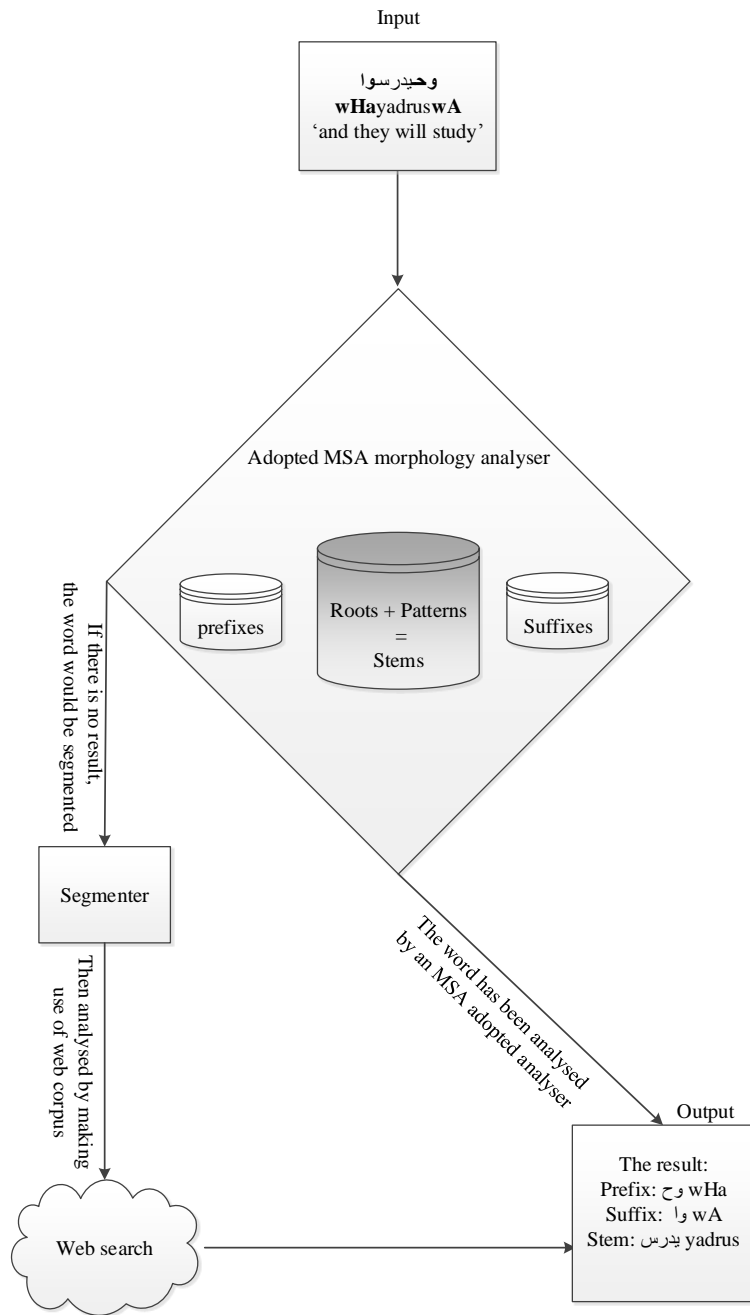 Input
وحيدرسوا
wHayadruswA
‘and they will study’
Adopted MSA morphology analyser
prefixes
Roots + Patterns
=
Stems
Suffixes
If there is no result,
the word would be segmented
Segmenter
Then analysed by making
use of web corpus
Web search
The word has been analysed
by an MSA adopted analyser
Output
The result:
Prefix: وح wHa
Suffix: وا wA
Stem: يدرس yadrus